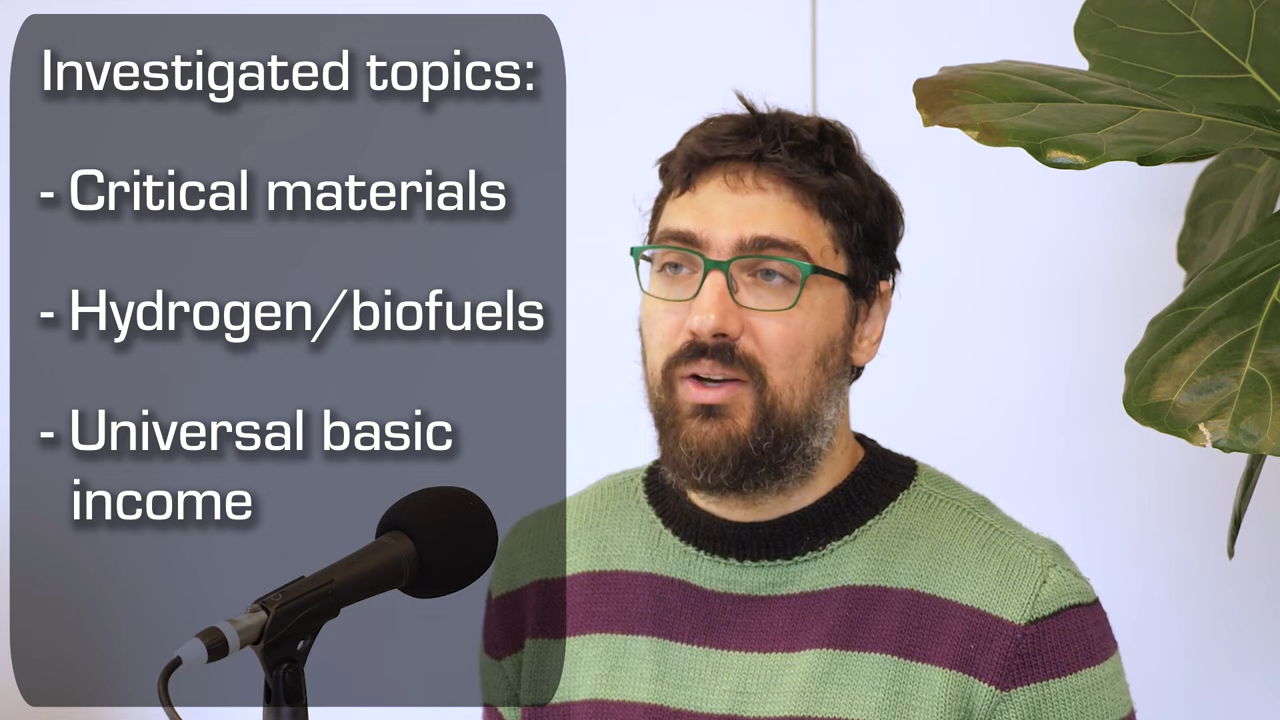 Investigated topics:
- Critical materials
- Hydrogen/biofuels
- Universal basic
income